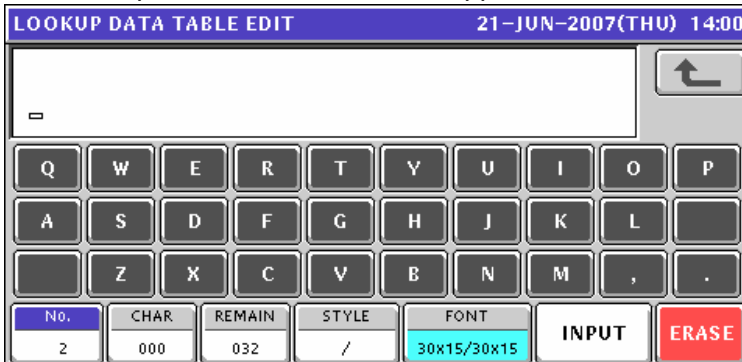 LOOKUP DATA TABLE EDIT 21-JUN-2007(THU) 14:00
Q W E R T Y U I O P
A S D F G H J K L
Z X C V B N M , .
No. CHAR REMAIN STYLE FONT INPUT ERASE
2 000 032 / 30x15/30x15